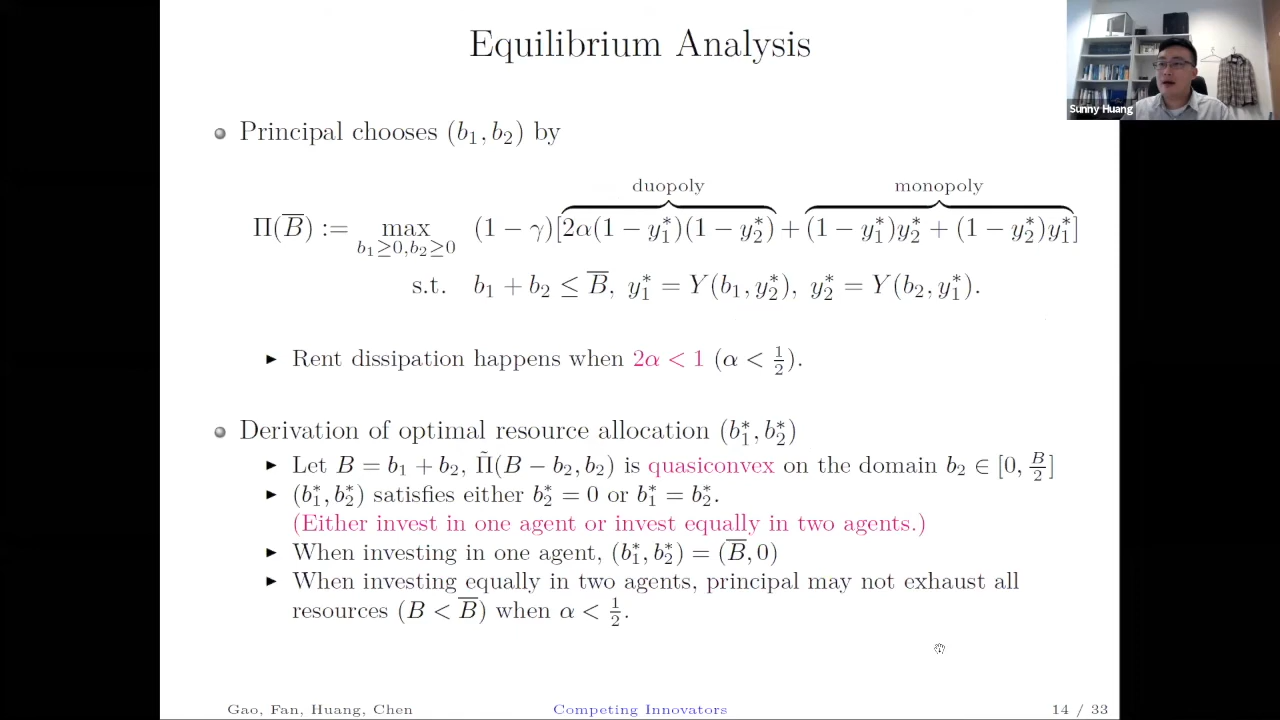 Equilibrium Analysis
Sunny Huang
Principal chooses (b₁, b₂) by
duopoly monopoly
Π(B̅) := max (1 − γ)[2α(1 − y₁*)(1 − y₂*) + (1 − y₁*)y₂* + (1 − y₂*)y₁*]
b₁≥0,b₂≥0
s.t. b₁ + b₂ ≤ B̅, y₁* = Y(b₁, y₂*), y₂* = Y(b₂, y₁*).
► Rent dissipation happens when 2α < 1 (α < 1/2).
Derivation of optimal resource allocation (b₁*, b₂*)
► Let B = b₁ + b₂, Π̃(B − b₂, b₂) is quasiconvex on the domain b₂ ∈ [0, B/2]
► (b₁*, b₂*) satisfies either b₂* = 0 or b₁* = b₂*.
(Either invest in one agent or invest equally in two agents.)
► When investing in one agent, (b₁*, b₂*) = (B̅, 0)
► When investing equally in two agents, principal may not exhaust all
resources (B < B̅) when α < 1/2.
Gao, Fan, Huang, Chen Competing Innovators 14 / 33